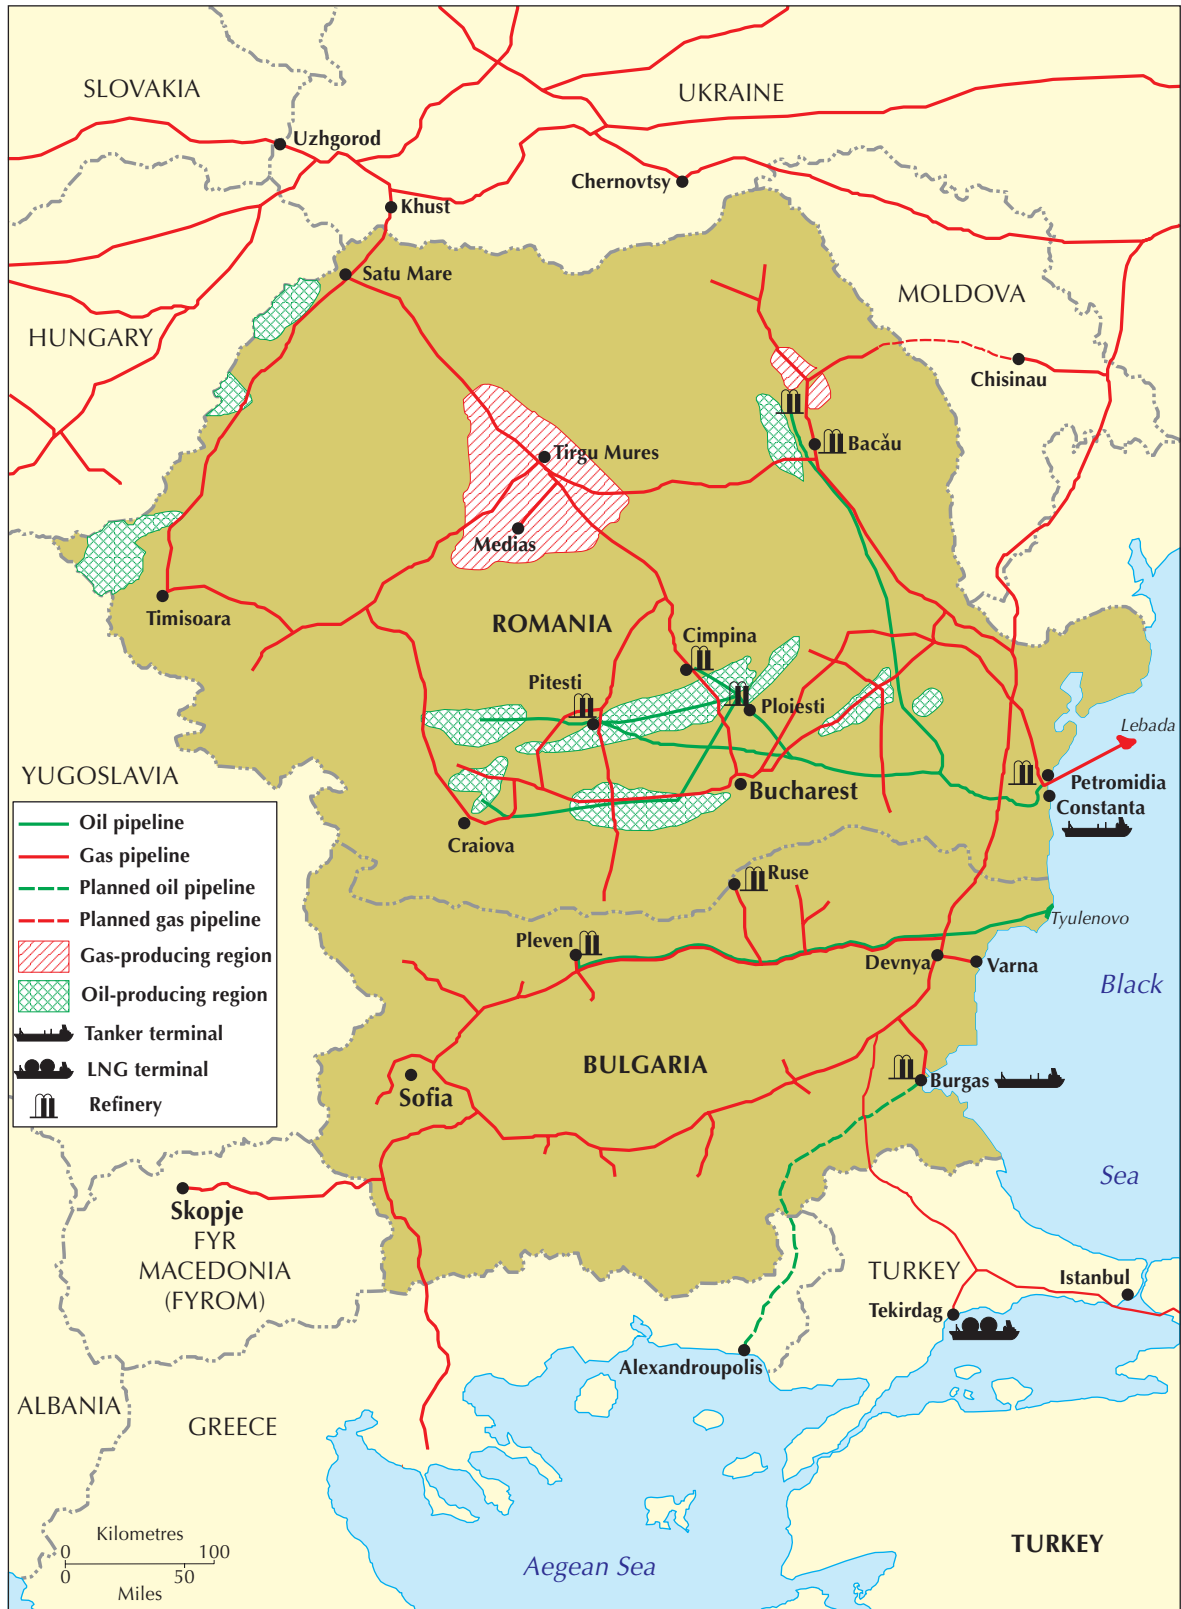 SLOVAKIA
UKRAINE
Uzhgorod
Chernovtsy
Khust
Satu Mare
MOLDOVA
HUNGARY
Chisinau
Bacău
Tirgu Mures
Medias
Timisoara
ROMANIA
Cimpina
Pitesti
Ploiesti
Lebada
YUGOSLAVIA
Petromidia
Bucharest
Constanta
Craiova
Oil pipeline
Gas pipeline
Planned oil pipeline
Planned gas pipeline
Gas-producing region
Oil-producing region
Tanker terminal
LNG terminal
Refinery
Ruse
Tyulenovo
Pleven
Devnya
Varna
Black
BULGARIA
Burgas
Sofia
Sea
Skopje
FYR
MACEDONIA
(FYROM)
TURKEY
Istanbul
Tekirdag
Alexandroupolis
ALBANIA
GREECE
Kilometres
0 100
0 50
Miles
TURKEY
Aegean Sea